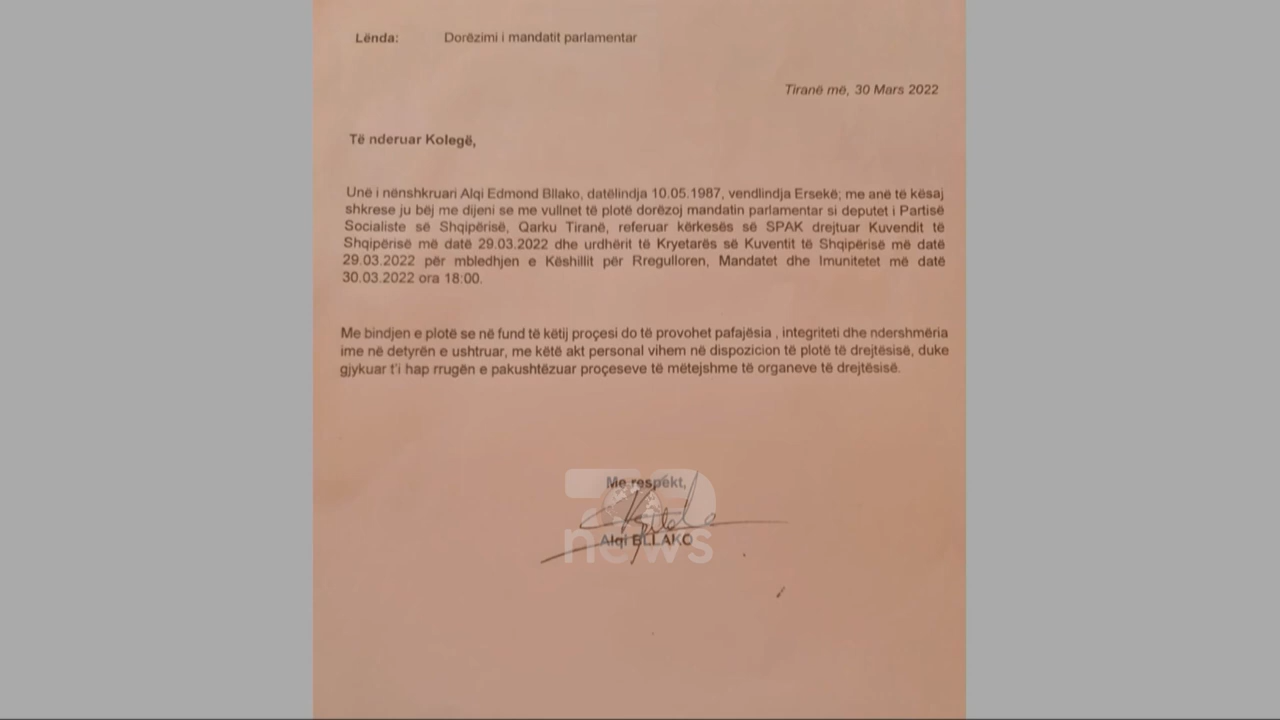 Lënda: Dorëzimi i mandatit parlamentar
Tiranë më, 30 Mars 2022
Të nderuar Kolegë,
Unë i nënshkruari Alqi Edmond Bllako, datëlindja 10.05.1987, vendlindja Ersekë; me anë të kësaj
shkrese ju bëj me dijeni se me vullnet të plotë dorëzoj mandatin parlamentar si deputet i Partisë
Socialiste së Shqipërisë, Qarku Tiranë, referuar kërkesës së SPAK drejtuar Kuvendit të
Shqipërisë më datë 29.03.2022 dhe urdhërit të Kryetarës së Kuventit të Shqipërisë më datë
29.03.2022 për mbledhjen e Këshillit për Rregulloren, Mandatet dhe Imunitetet më datë
30.03.2022 ora 18:00.
Me bindjen e plotë se në fund të këtij proçesi do të provohet pafajësia , integriteti dhe ndershmëria
ime në detyrën e ushtruar, me këtë akt personal vihem në dispozicion të plotë të drejtësisë, duke
gjykuar t'i hap rrugën e pakushtëzuar proçeseve të mëtejshme të organeve të drejtësisë.
Me respekt,
Alqi BLLAKO
news